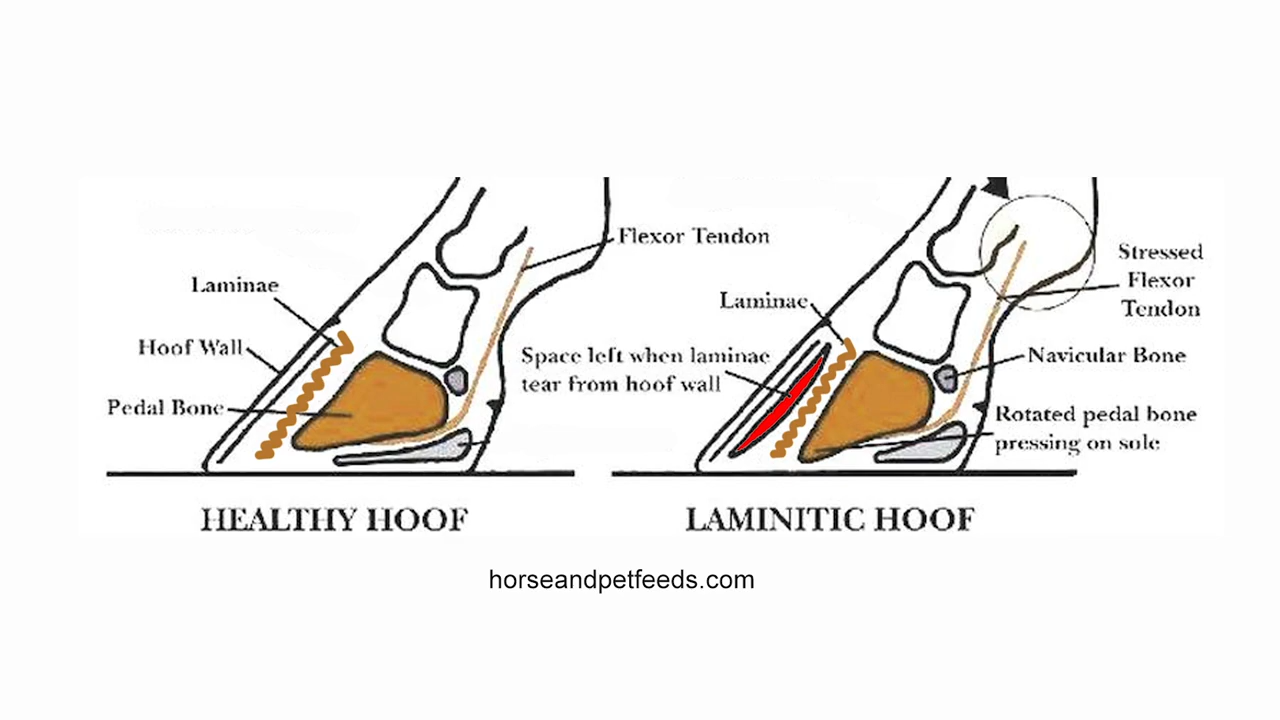 Flexor Tendon
Laminae
Hoof Wall
Pedal Bone
HEALTHY HOOF
Stressed
Flexor
Tendon
Laminae
Space left when laminae
tear from hoof wall
Navicular Bone
Rotated pedal bone
pressing on sole
LAMINITIC HOOF
horseandpetfeeds.com